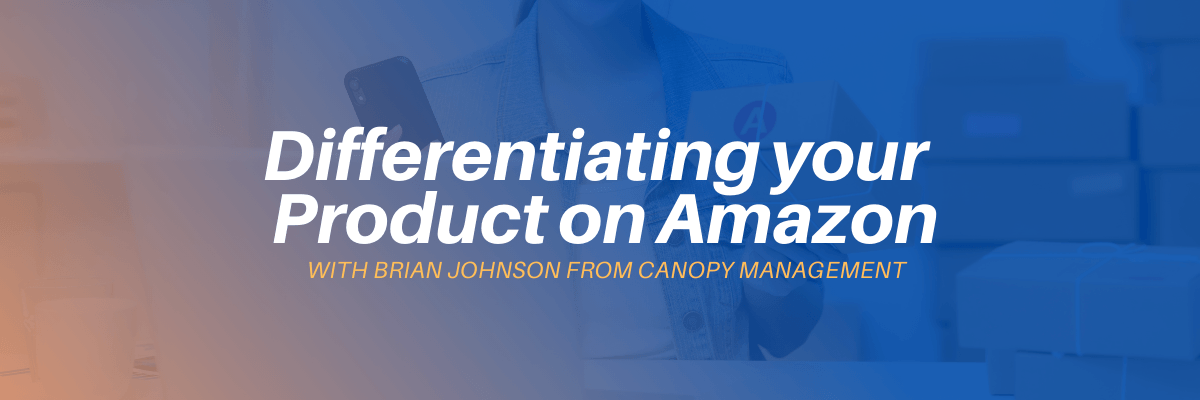 Differentiating your
Product on Amazon
WITH BRIAN JOHNSON FROM CANOPY MANAGEMENT